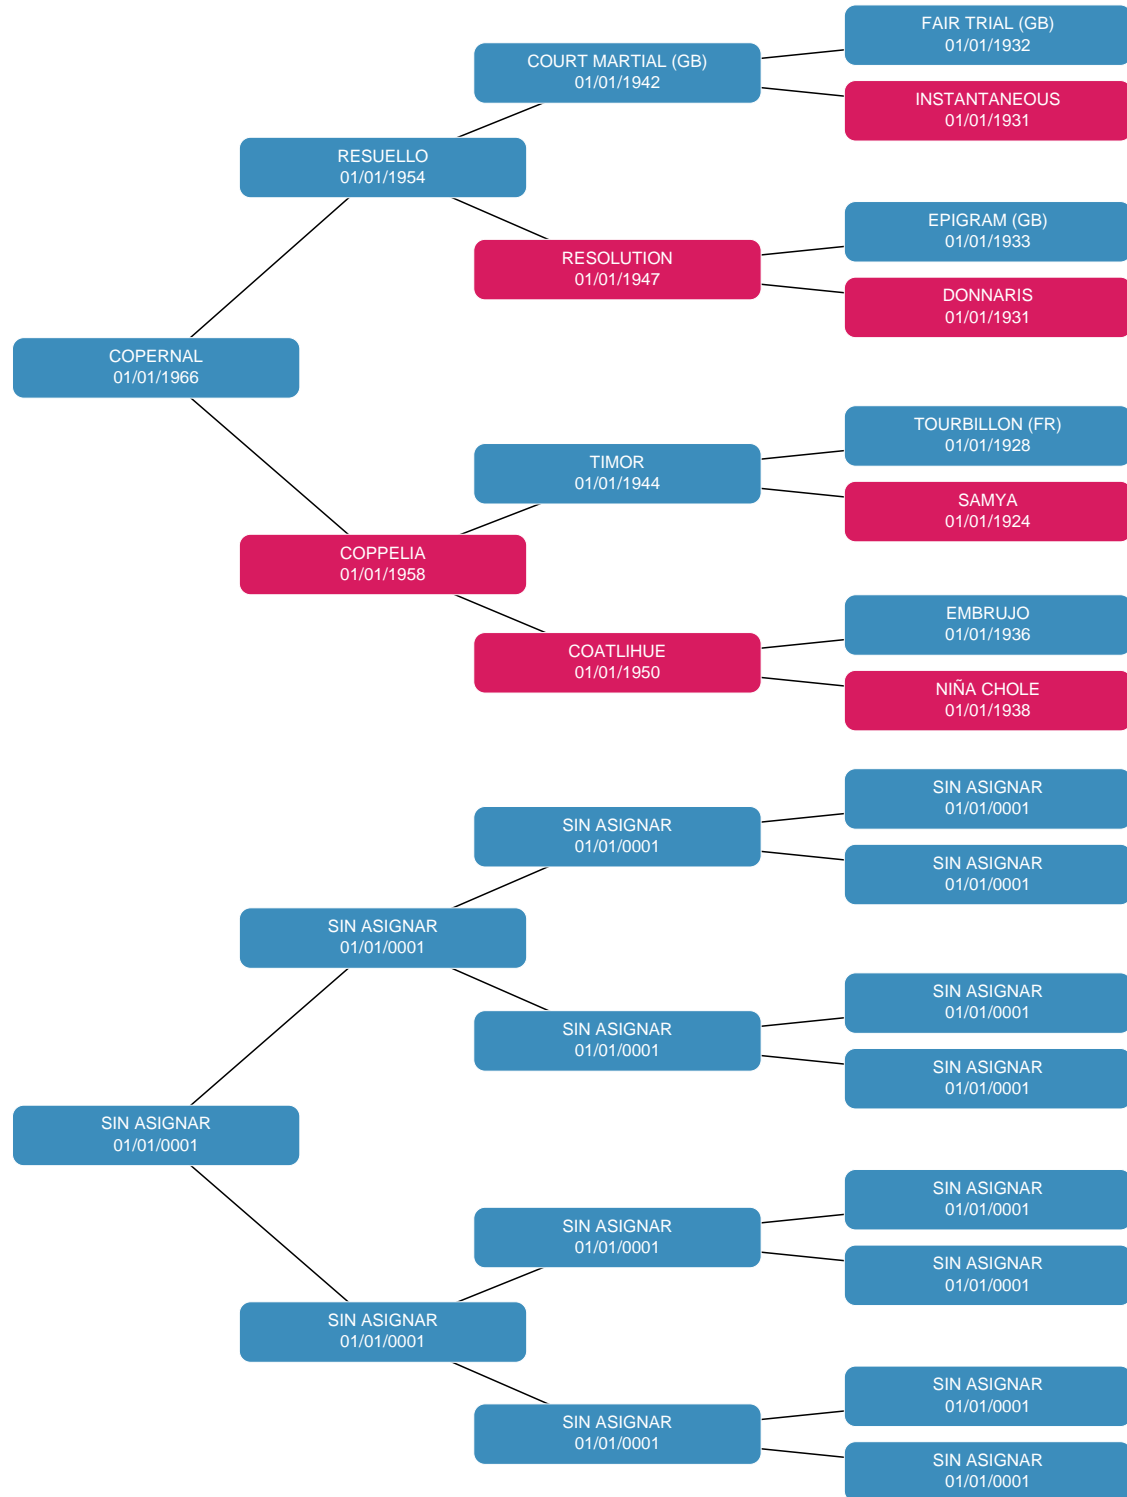 FAIR TRIAL (GB)
01/01/1932
COURT MARTIAL (GB)
01/01/1942
INSTANTANEOUS
01/01/1931
RESUELLO
01/01/1954
EPIGRAM (GB)
01/01/1933
RESOLUTION
01/01/1947
DONNARIS
01/01/1931
COPERNAL
01/01/1966
TOURBILLON (FR)
01/01/1928
TIMOR
01/01/1944
SAMYA
01/01/1924
COPPELIA
01/01/1958
EMBRUJO
01/01/1936
COATLIHUE
01/01/1950
NIÑA CHOLE
01/01/1938
SIN ASIGNAR
01/01/0001
SIN ASIGNAR
01/01/0001
SIN ASIGNAR
01/01/0001
SIN ASIGNAR
01/01/0001
SIN ASIGNAR
01/01/0001
SIN ASIGNAR
01/01/0001
SIN ASIGNAR
01/01/0001
SIN ASIGNAR
01/01/0001
SIN ASIGNAR
01/01/0001
SIN ASIGNAR
01/01/0001
SIN ASIGNAR
01/01/0001
SIN ASIGNAR
01/01/0001
SIN ASIGNAR
01/01/0001
SIN ASIGNAR
01/01/0001
SIN ASIGNAR
01/01/0001